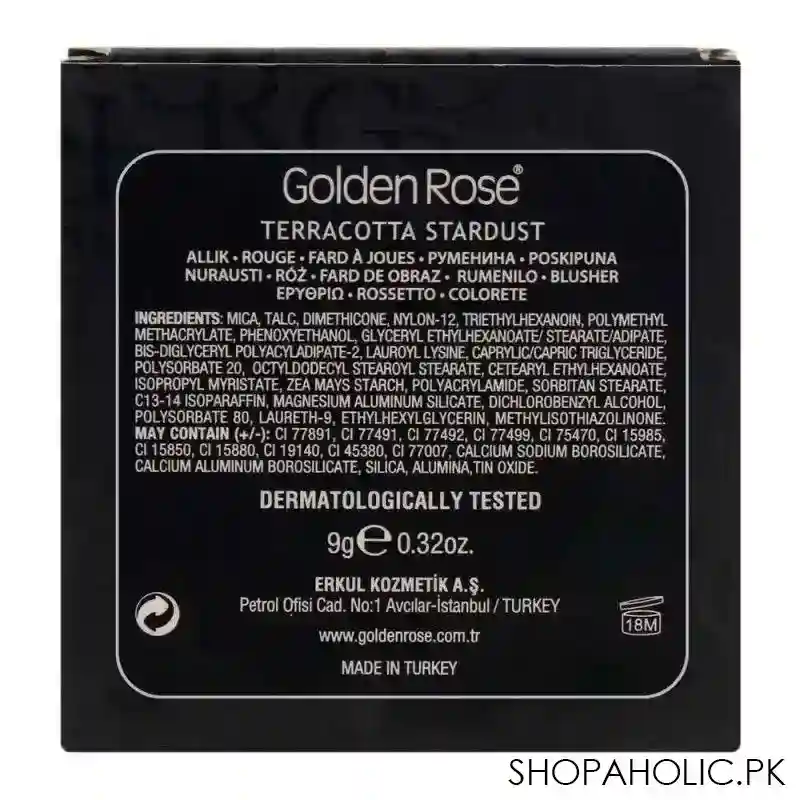 Golden Rose®
TERRACOTTA STARDUST
ALLIK • ROUGE • FARD À JOUES • РУМЕНИНА • POSKIPUNA
NURAUSTI • RÓŻ • FARD DE OBRAZ • RUMENILO • BLUSHER
ΕΡΥΘΡΙΩ • ROSSETTO • COLORETE
INGREDIENTS: MICA, TALC, DIMETHICONE, NYLON-12, TRIETHYLHEXANOIN, POLYMETHYL
METHACRYLATE, PHENOXYETHANOL, GLYCERYL ETHYLHEXANOATE/ STEARATE/ADIPATE,
BIS-DIGLYCERYL POLYACYLADIPATE-2, LAUROYL LYSINE, CAPRYLIC/CAPRIC TRIGLYCERIDE,
POLYSORBATE 20, OCTYLDODECYL STEAROYL STEARATE, CETEARYL ETHYLHEXANOATE,
ISOPROPYL MYRISTATE, ZEA MAYS STARCH, POLYACRYLAMIDE, SORBITAN STEARATE,
C13-14 ISOPARAFFIN, MAGNESIUM ALUMINUM SILICATE, DICHLOROBENZYL ALCOHOL,
POLYSORBATE 80, LAURETH-9, ETHYLHEXYLGLYCERIN, METHYLISOTHIAZOLINONE.
MAY CONTAIN (+/-): CI 77891, CI 77491, CI 77492, CI 77499, CI 75470, CI 15985,
CI 15850, CI 15880, CI 19140, CI 45380, CI 77007, CALCIUM SODIUM BOROSILICATE,
CALCIUM ALUMINUM BOROSILICATE, SILICA, ALUMINA,TIN OXIDE.
DERMATOLOGICALLY TESTED
9g ℮ 0.32oz.
ERKUL KOZMETİK A.Ş.
Petrol Ofisi Cad. No:1 Avcılar-İstanbul / TURKEY
www.goldenrose.com.tr
18M
MADE IN TURKEY
SHOPAHOLIC.PK